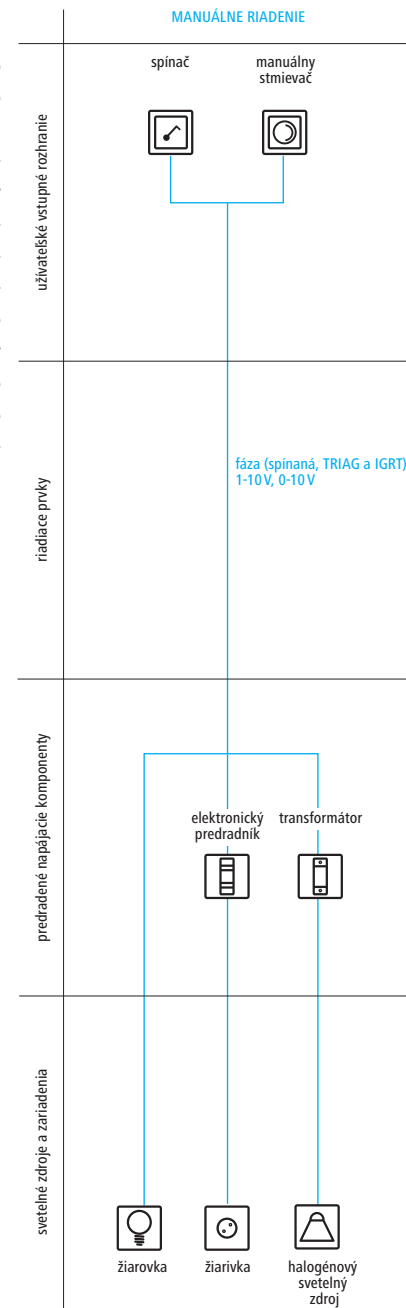 MANUÁLNE RIADENIE
užívateľské vstupné rozhranie
spínač
manuálny
stmievač
riadiace prvky
fáza (spínaná, TRIAG a IGRT)
1-10 V, 0-10 V
predradené napájacie komponenty
elektronický
predradník
transformátor
svetelné zdroje a zariadenia
žiarovka
žiarivka
halogénový
svetelný
zdroj